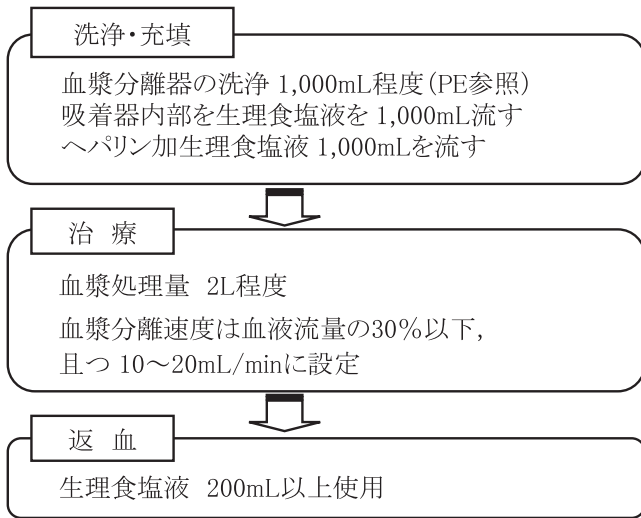 洗浄・充填
血漿分離器の洗浄 1,000mL程度（PE参照）
吸着器内部を生理食塩液を 1,000mL流す
ヘパリン加生理食塩液 1,000mLを流す
治 療
血漿処理量 2L程度
血漿分離速度は血液流量の30％以下,
且つ 10～20mL/minに設定
返 血
生理食塩液 200mL以上使用